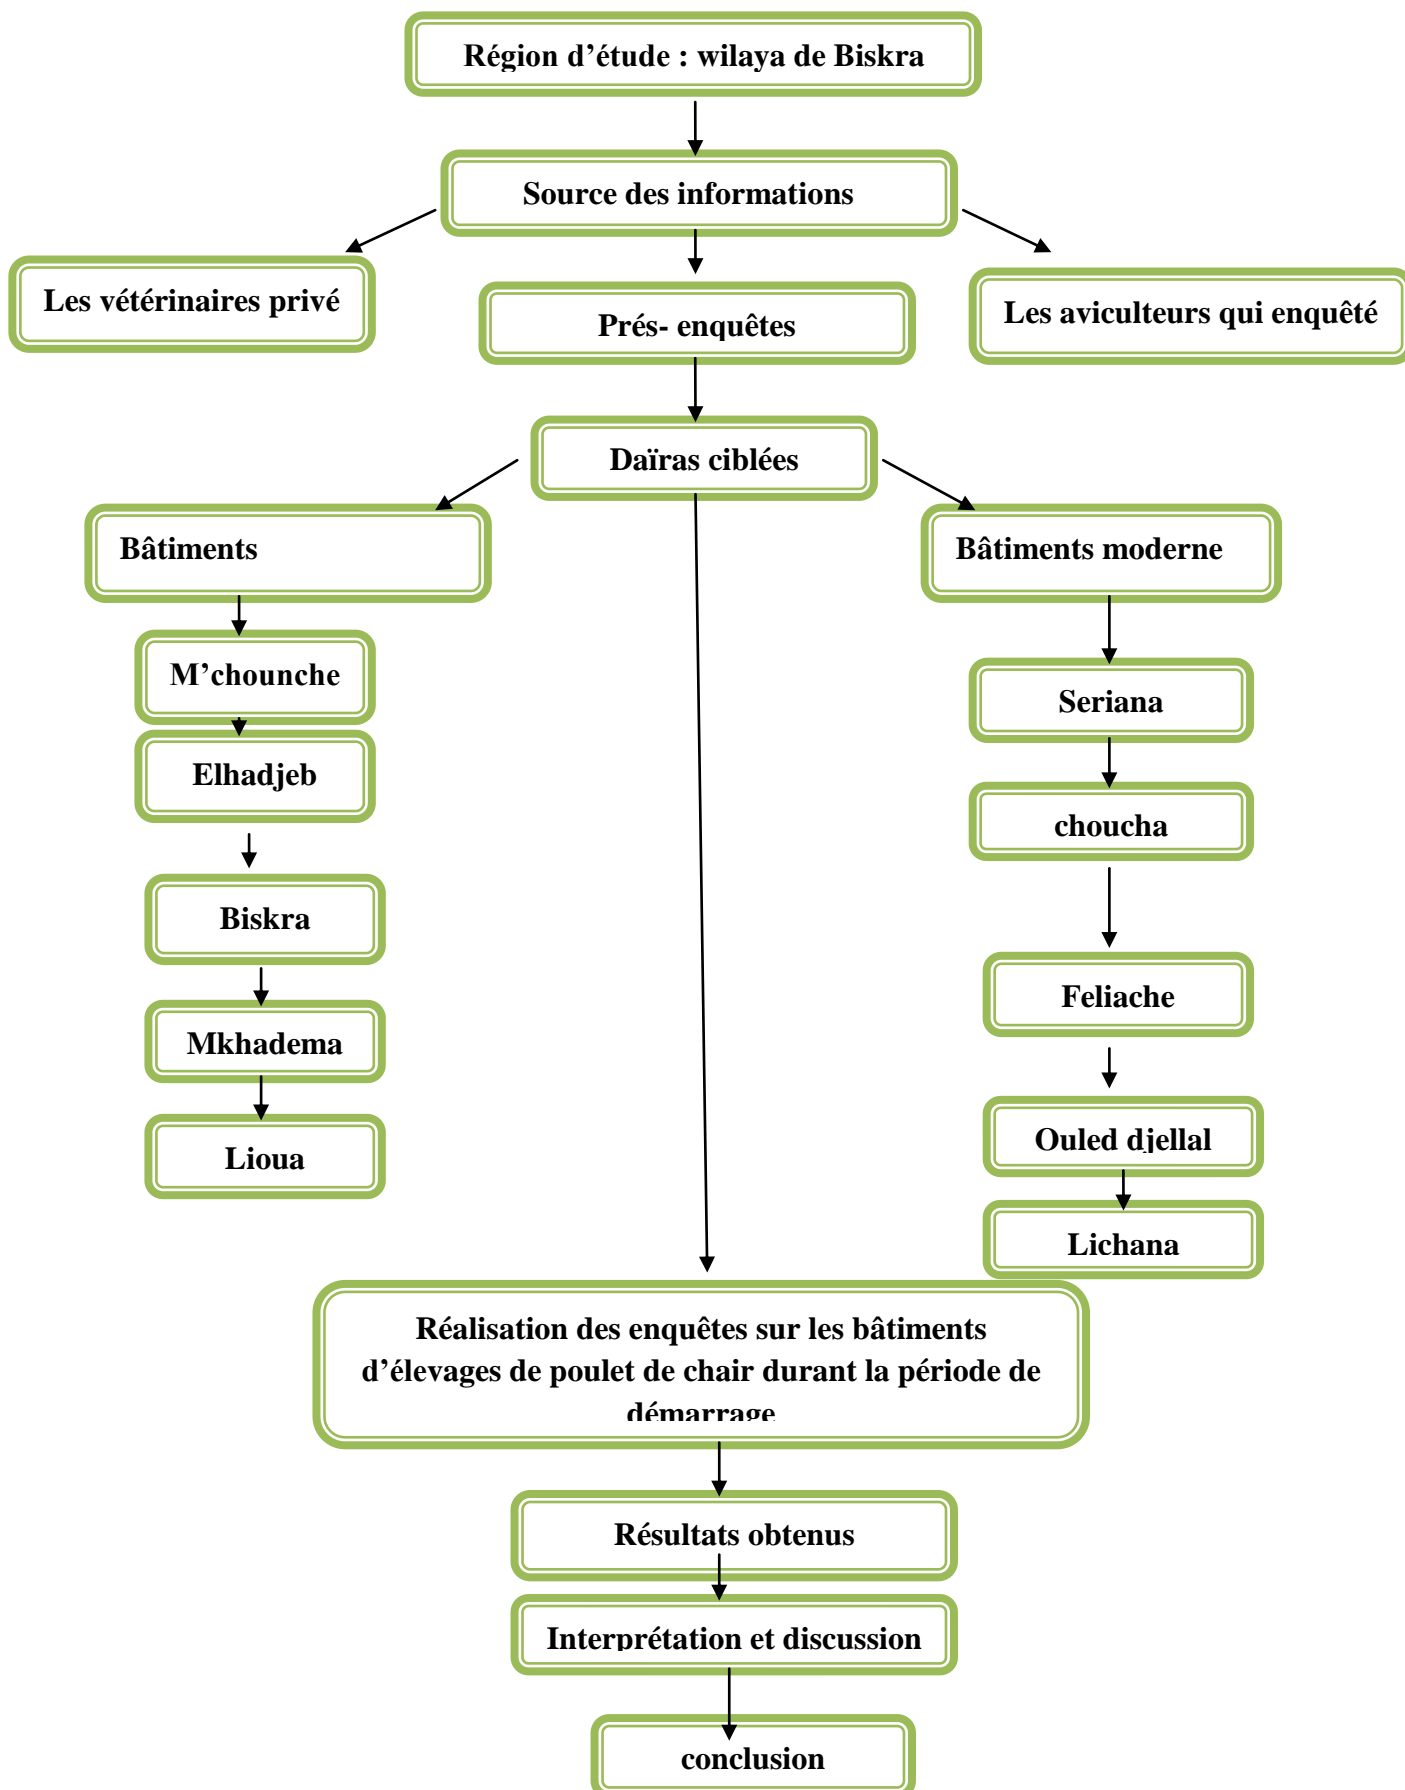 Région d’étude : wilaya de Biskra
Source des informations
Les vétérinaires privé
Prés- enquêtes
Les aviculteurs qui enquêté
Daïras ciblées
Bâtiments
M’chounche
Elhadjeb
Biskra
Mkhadema
Lioua
Bâtiments moderne
Seriana
choucha
Feliache
Ouled djellal
Lichana
Réalisation des enquêtes sur les bâtiments
d’élevages de poulet de chair durant la période de
démarrage
Résultats obtenus
Interprétation et discussion
conclusion